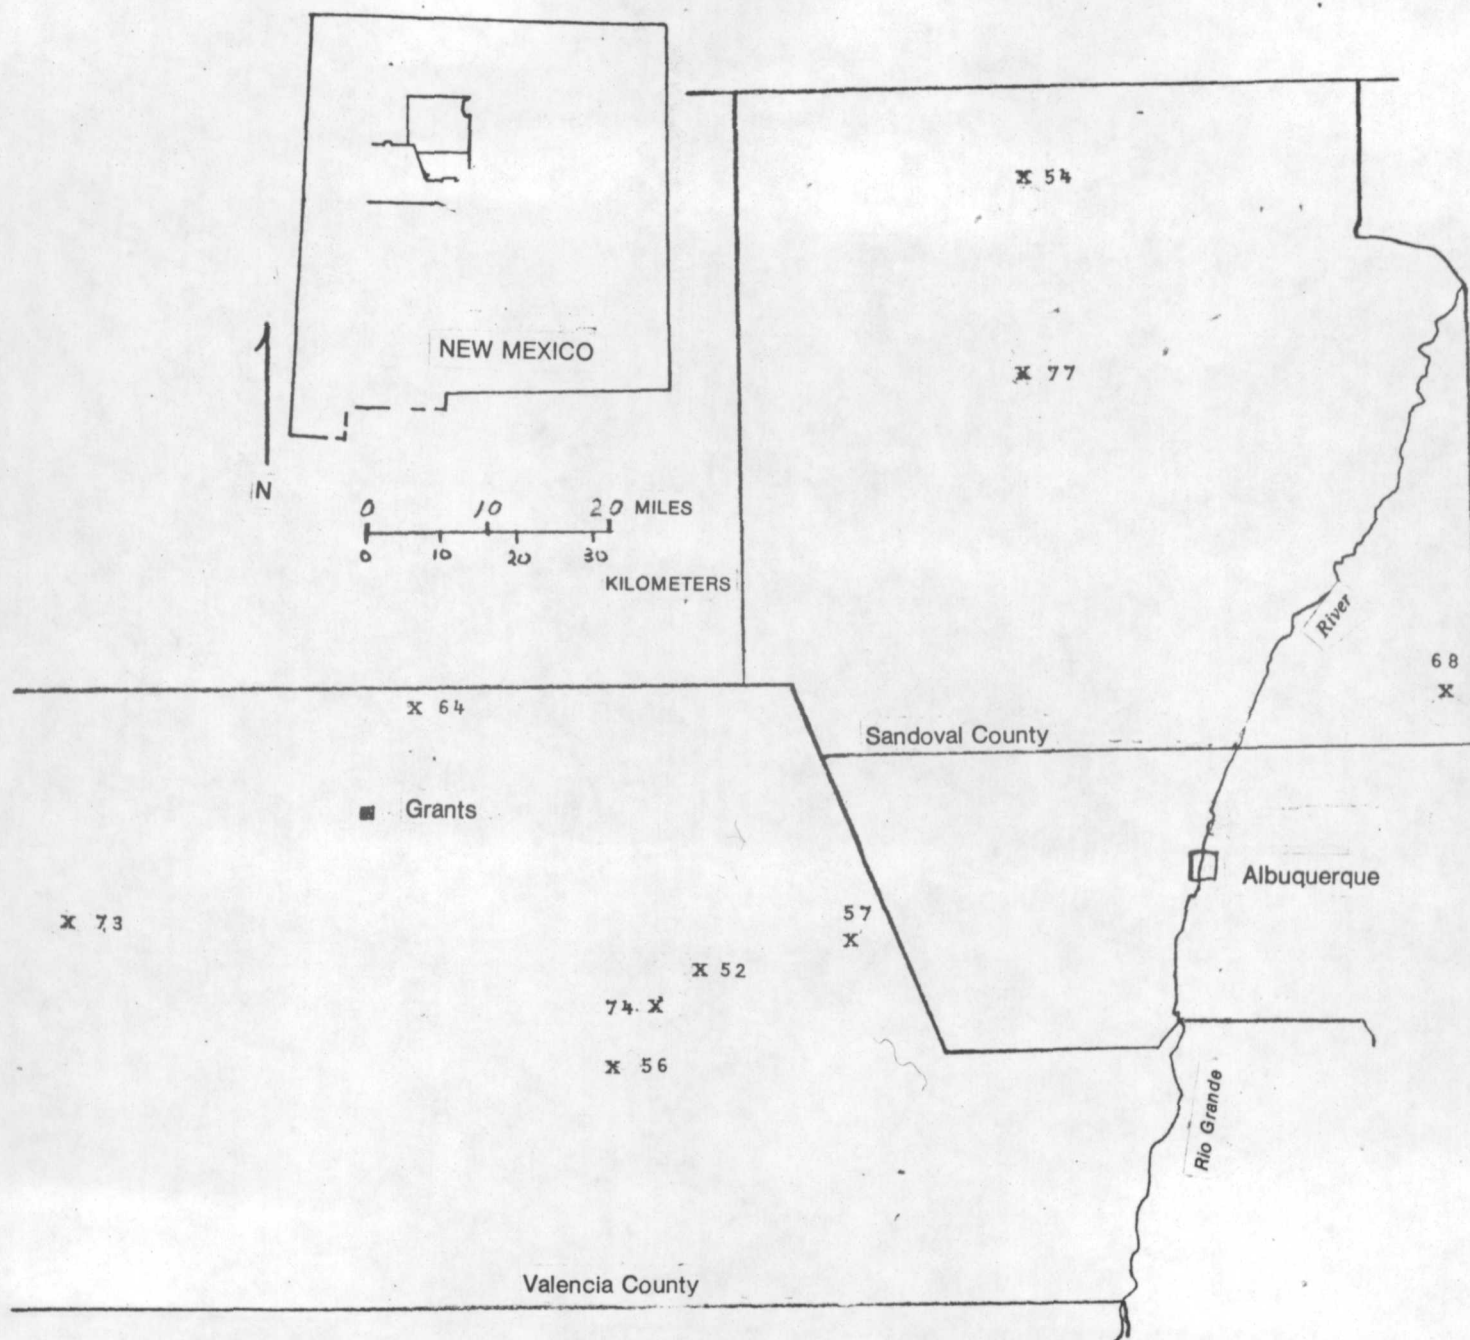 X 54
X 77
NEW MEXICO
N
0 10 20 MILES
0 10 20 30
KILOMETERS
River
68
X
X 64
Sandoval County
Grants
Albuquerque
X 73
57
X
X 52
74 X
X 56
Rio Grande
Valencia County